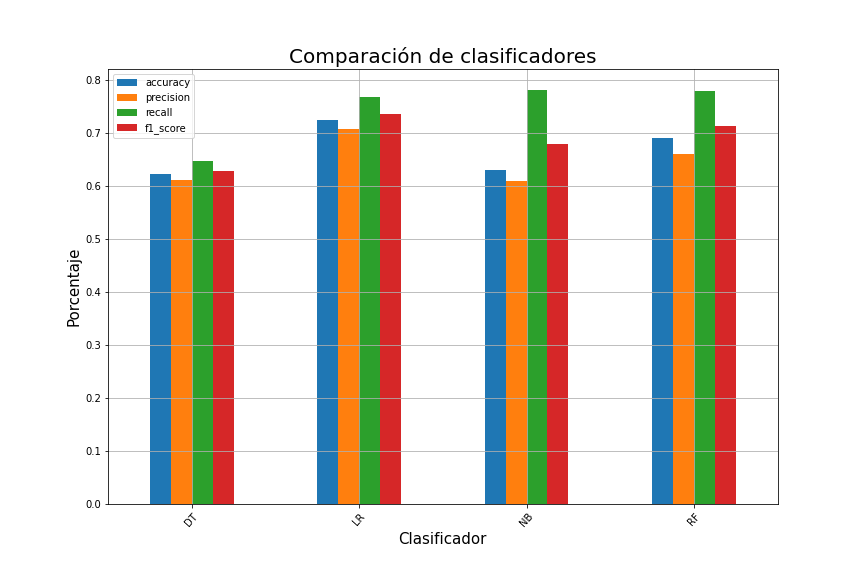 Comparación de clasificadores
accuracy
precision
recall
f1_score
0.8
0.7
0.6
0.5
0.4
0.3
0.2
0.1
0.0
Porcentaje
DT
LR
NB
RF
Clasificador